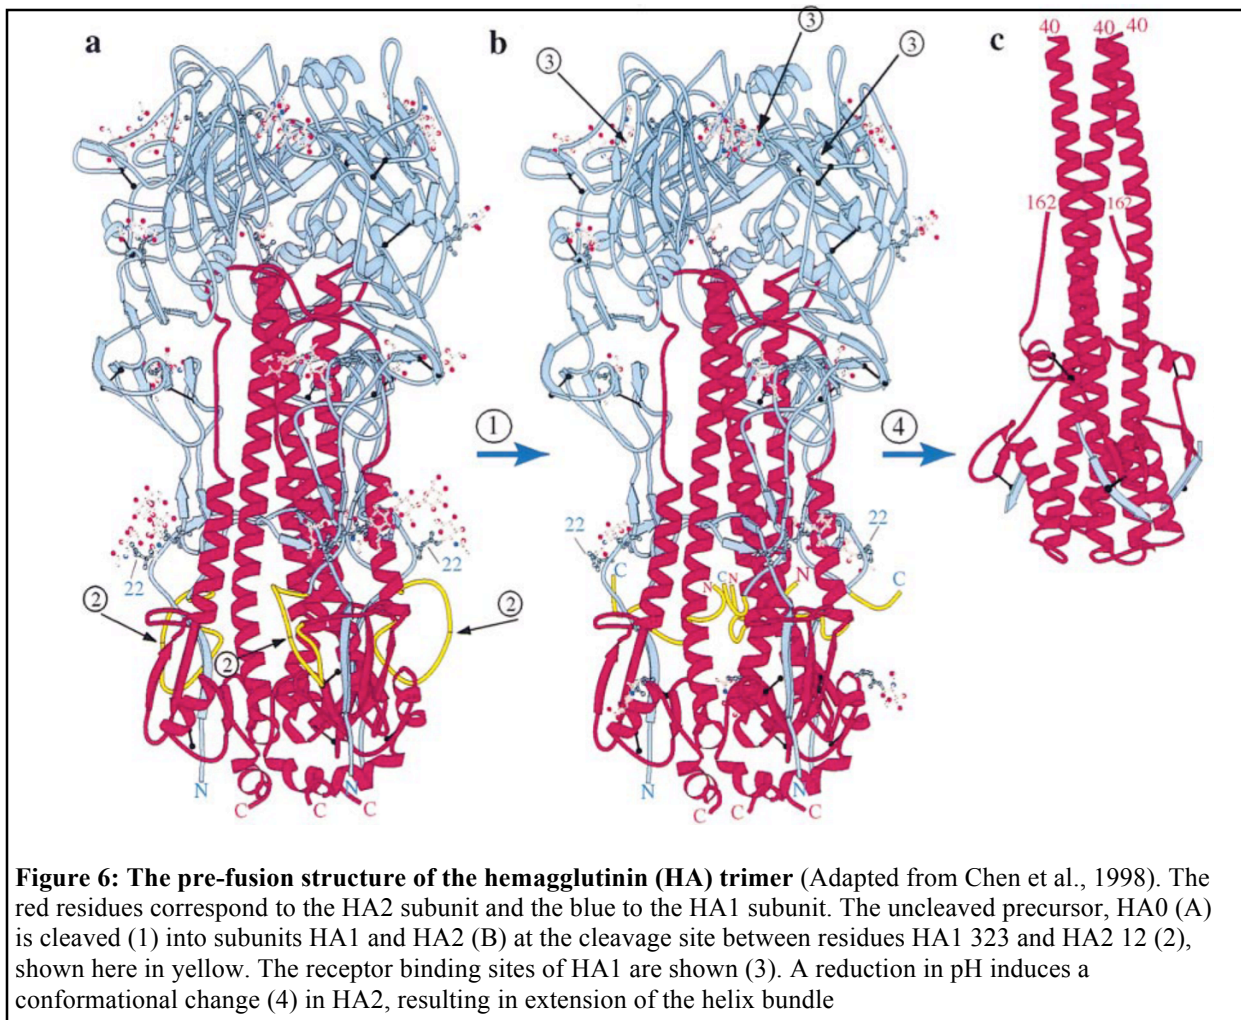 a
b
c
3
3
40
40
40
162
162
1
4
22
22
22
22
C
N
C
N
N
C
2
2
2
N
N
C
C
C
N
N
C
C
C
Figure 6: The pre-fusion structure of the hemagglutinin (HA) trimer (Adapted from Chen et al., 1998). The
red residues correspond to the HA2 subunit and the blue to the HA1 subunit. The uncleaved precursor, HA0 (A)
is cleaved (1) into subunits HA1 and HA2 (B) at the cleavage site between residues HA1 323 and HA2 12 (2),
shown here in yellow. The receptor binding sites of HA1 are shown (3). A reduction in pH induces a
conformational change (4) in HA2, resulting in extension of the helix bundle